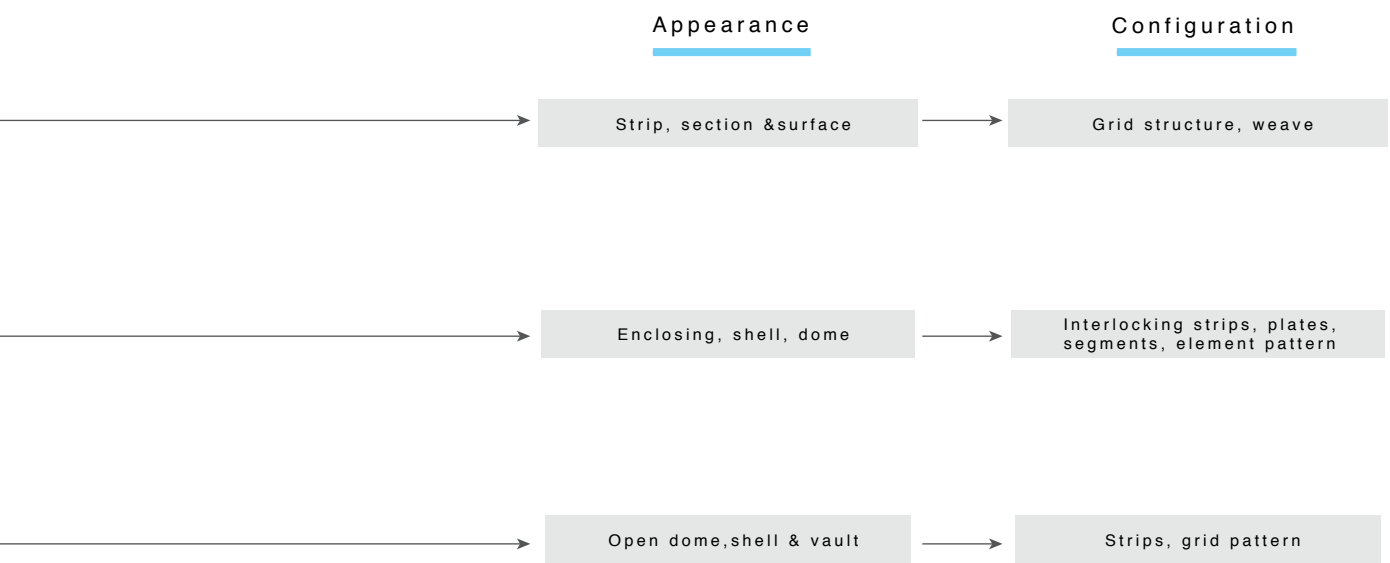 Appearance
Configuration
Strip, section &surface
Grid structure, weave
Enclosing, shell, dome
Interlocking strips, plates,
segments, element pattern
Open dome,shell & vault
Strips, grid pattern